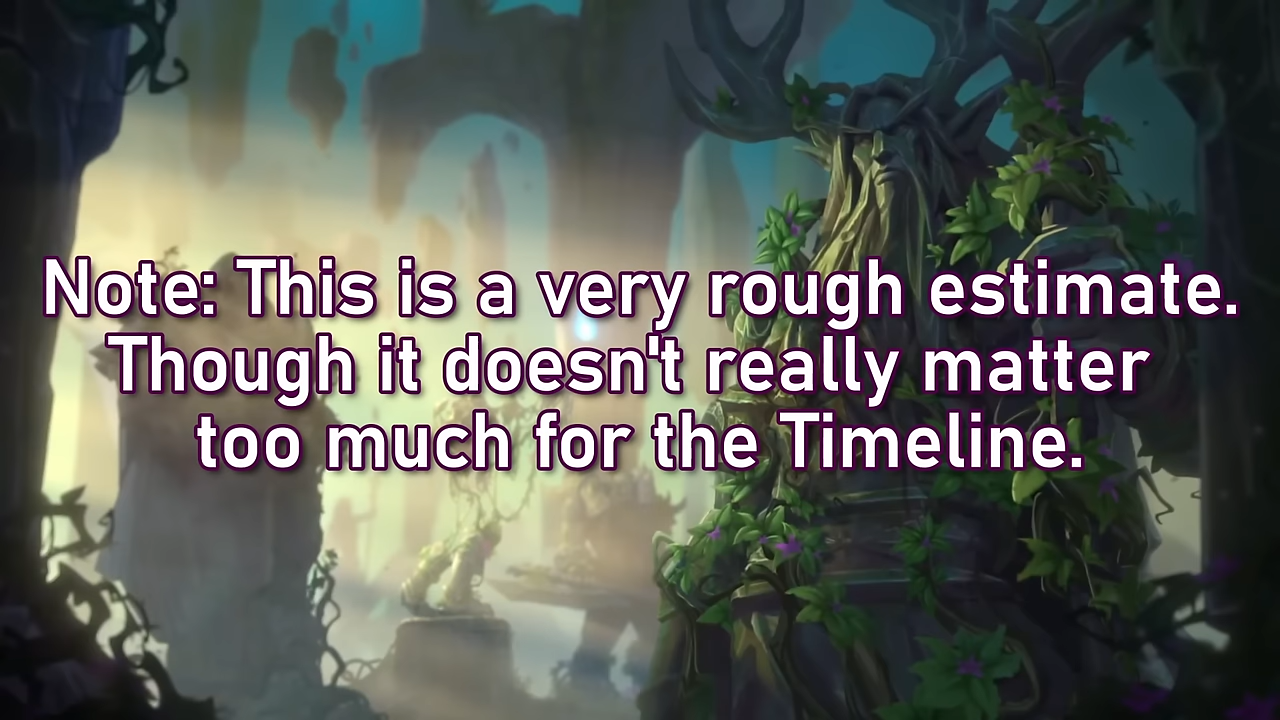 Note: This is a very rough estimate.
Though it doesn't really matter
too much for the Timeline.